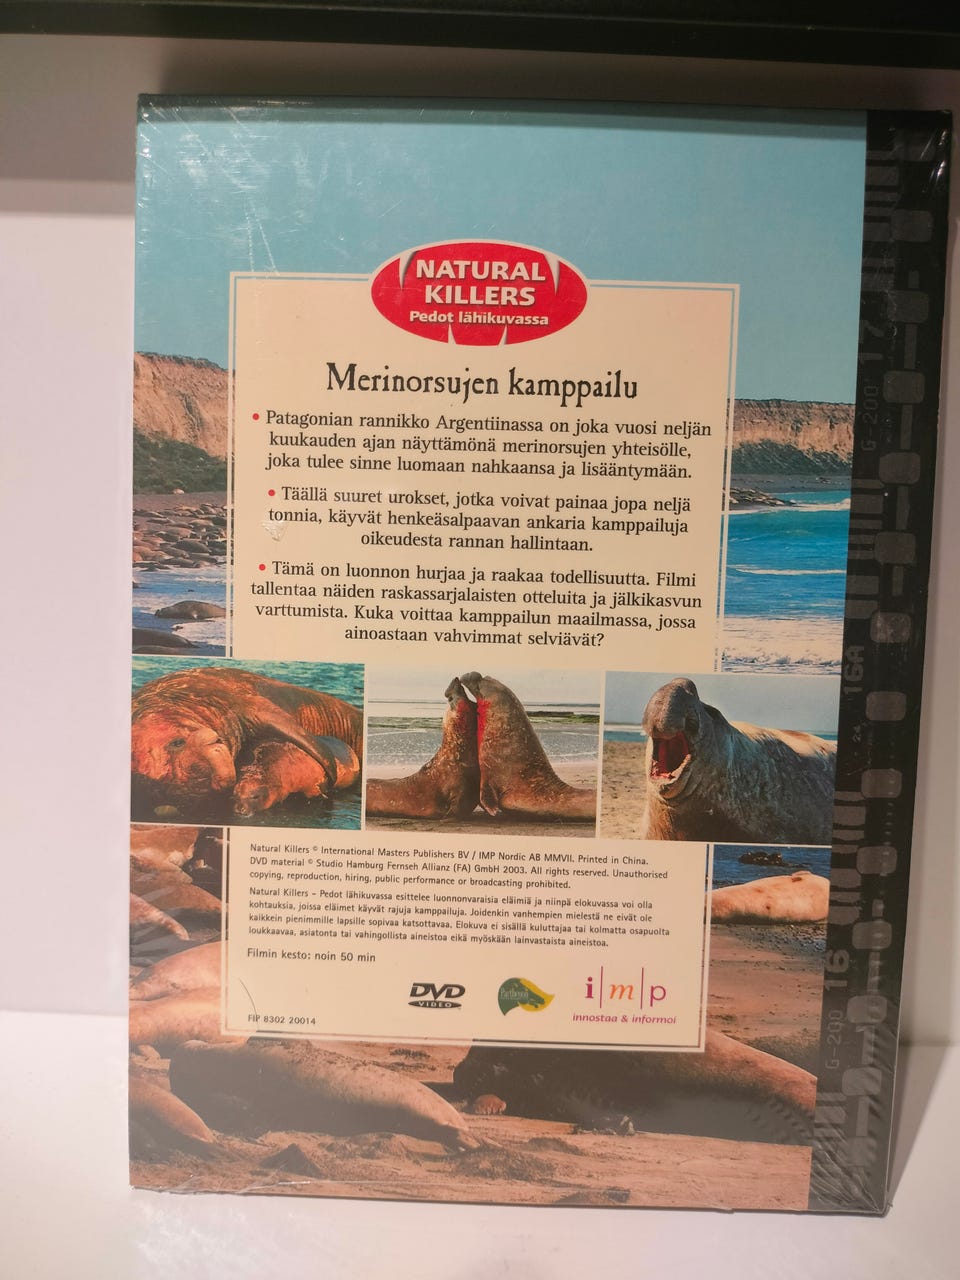 NATURAL
KILLERS
Pedot lähikuvassa
Merinorsujen kamppailu
• Patagonian rannikko Argentiinassa on joka vuosi neljän
kuukauden ajan näyttämönä merinorsujen yhteisölle,
joka tulee sinne luomaan nahkaansa ja lisääntymään.
• Täällä suuret urokset, jotka voivat painaa jopa neljä
tonnia, käyvät henkeäsalpaavan ankaria kamppailuja
oikeudesta rannan hallintaan.
• Tämä on luonnon hurjaa ja raakaa todellisuutta. Filmi
tallentaa näiden raskassarjalaisten otteluita ja jälkikasvun
varttumista. Kuka voittaa kamppailun maailmassa, jossa
ainoastaan vahvimmat selviävät?
Natural Killers © International Masters Publishers BV / IMP Nordic AB MMVII. Printed in China.
DVD material © Studio Hamburg Fernseh Allianz (FA) GmbH 2003. All rights reserved. Unauthorised
copying, reproduction, hiring, public performance or broadcasting prohibited.
Natural Killers – Pedot lähikuvassa esittelee luonnonvaraisia eläimiä ja niinpä elokuvassa voi olla
kohtauksia, joissa eläimet käyvät rajuja kamppailuja. Joidenkin vanhempien mielestä ne eivät ole
kaikkein pienimmille lapsille sopivaa katsottavaa. Elokuva ei sisällä kuluttajaa tai kolmatta osapuolta
loukkaavaa, asiatonta tai vahingollista aineistoa eikä myöskään lainvastaista aineistoa.
Filmin kesto: noin 50 min
DVD
VIDEO
Parthenon
i|m|p
innostaa & informoi
FIP 8302 20014
G-200 17
16A
G-200 16